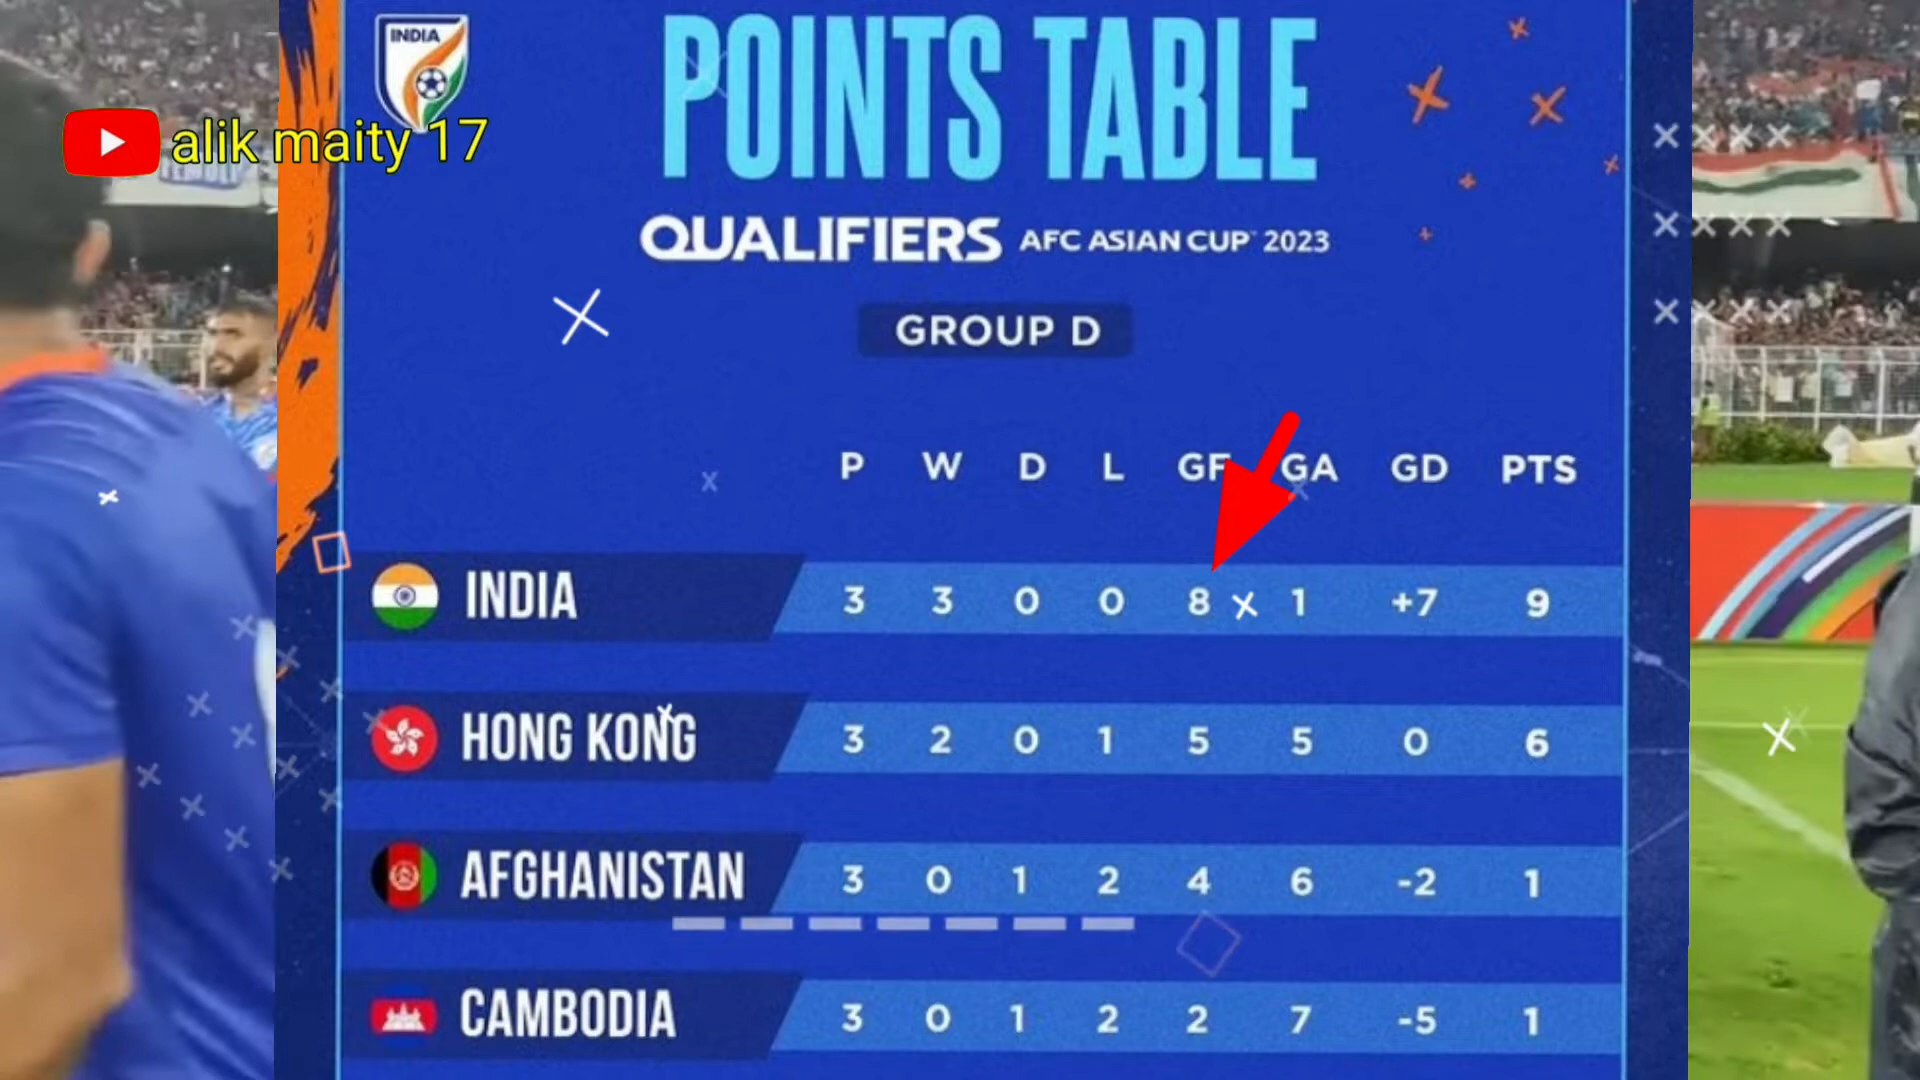 INDIA
POINTS TABLE
alik maity 17
QUALIFIERS AFC ASIAN CUP 2023
GROUP D
P W D L GF GA GD PTS
INDIA 3 3 0 0 8 1 +7 9
HONG KONG 3 2 0 1 5 5 0 6
AFGHANISTAN 3 0 1 2 4 6 -2 1
CAMBODIA 3 0 1 2 2 7 -5 1